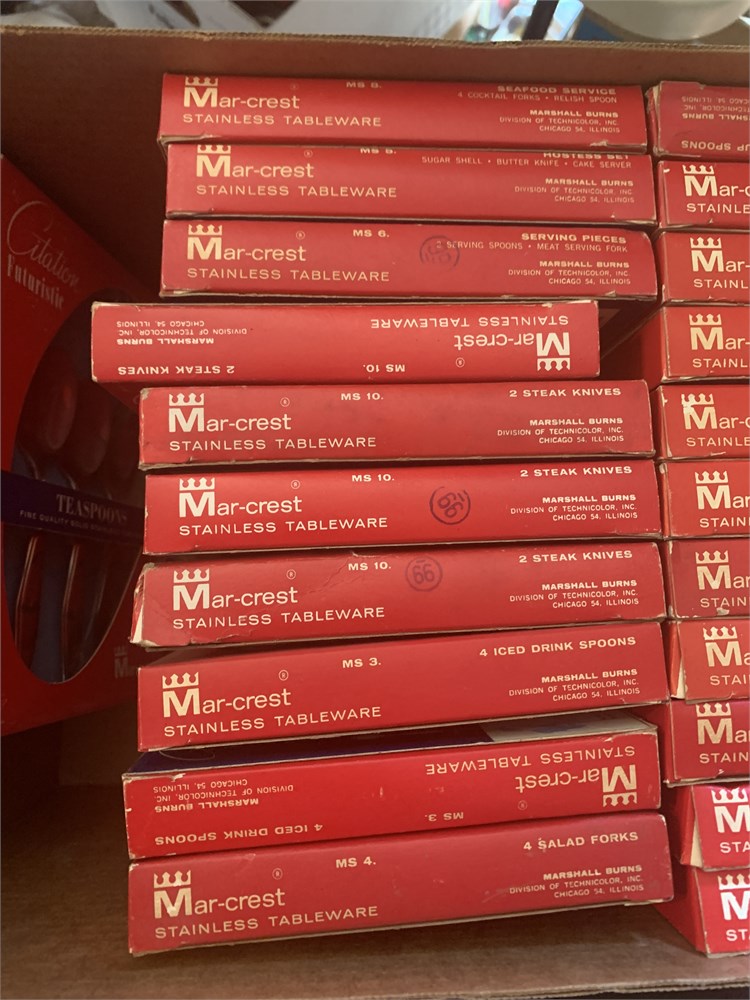 MS 8.
SEAFOOD SERVICE
4 COCKTAIL FORKS • RELISH SPOON
Mar-crest
STAINLESS TABLEWARE
MARSHALL BURNS
DIVISION OF TECHNICOLOR, INC.
CHICAGO 54, ILLINOIS
HOSTESS SET
SUGAR SHELL • BUTTER KNIFE • CAKE SERVER
Mar-crest
STAINLESS TABLEWARE
MARSHALL BURNS
DIVISION OF TECHNICOLOR, INC.
CHICAGO 54, ILLINOIS
MS 6.
SERVING PIECES
2 SERVING SPOONS • MEAT SERVING FORK
Mar-crest
STAINLESS TABLEWARE
MARSHALL BURNS
DIVISION OF TECHNICOLOR, INC.
CHICAGO 54, ILLINOIS
MS 10.
2 STEAK KNIVES
Mar-crest
STAINLESS TABLEWARE
MARSHALL BURNS
DIVISION OF TECHNICOLOR, INC.
CHICAGO 54, ILLINOIS
MS 10.
2 STEAK KNIVES
Mar-crest
STAINLESS TABLEWARE
MARSHALL BURNS
DIVISION OF TECHNICOLOR, INC.
CHICAGO 54, ILLINOIS
MS 10.
2 STEAK KNIVES
Mar-crest
STAINLESS TABLEWARE
MARSHALL BURNS
DIVISION OF TECHNICOLOR, INC.
CHICAGO 54, ILLINOIS
MS 10.
2 STEAK KNIVES
99
Mar-crest
STAINLESS TABLEWARE
MARSHALL BURNS
DIVISION OF TECHNICOLOR, INC.
CHICAGO 54, ILLINOIS
MS 3.
4 ICED DRINK SPOONS
Mar-crest
STAINLESS TABLEWARE
MARSHALL BURNS
DIVISION OF TECHNICOLOR, INC.
CHICAGO 54, ILLINOIS
MS 3.
4 ICED DRINK SPOONS
Mar-crest
STAINLESS TABLEWARE
MARSHALL BURNS
DIVISION OF TECHNICOLOR, INC.
CHICAGO 54, ILLINOIS
MS 4.
4 SALAD FORKS
Mar-crest
STAINLESS TABLEWARE
MARSHALL BURNS
DIVISION OF TECHNICOLOR, INC.
CHICAGO 54, ILLINOIS
Citation
Futuristic
TEASPOONS
FINE QUALITY SOLID
MARSHALL BURNS
SPOONS